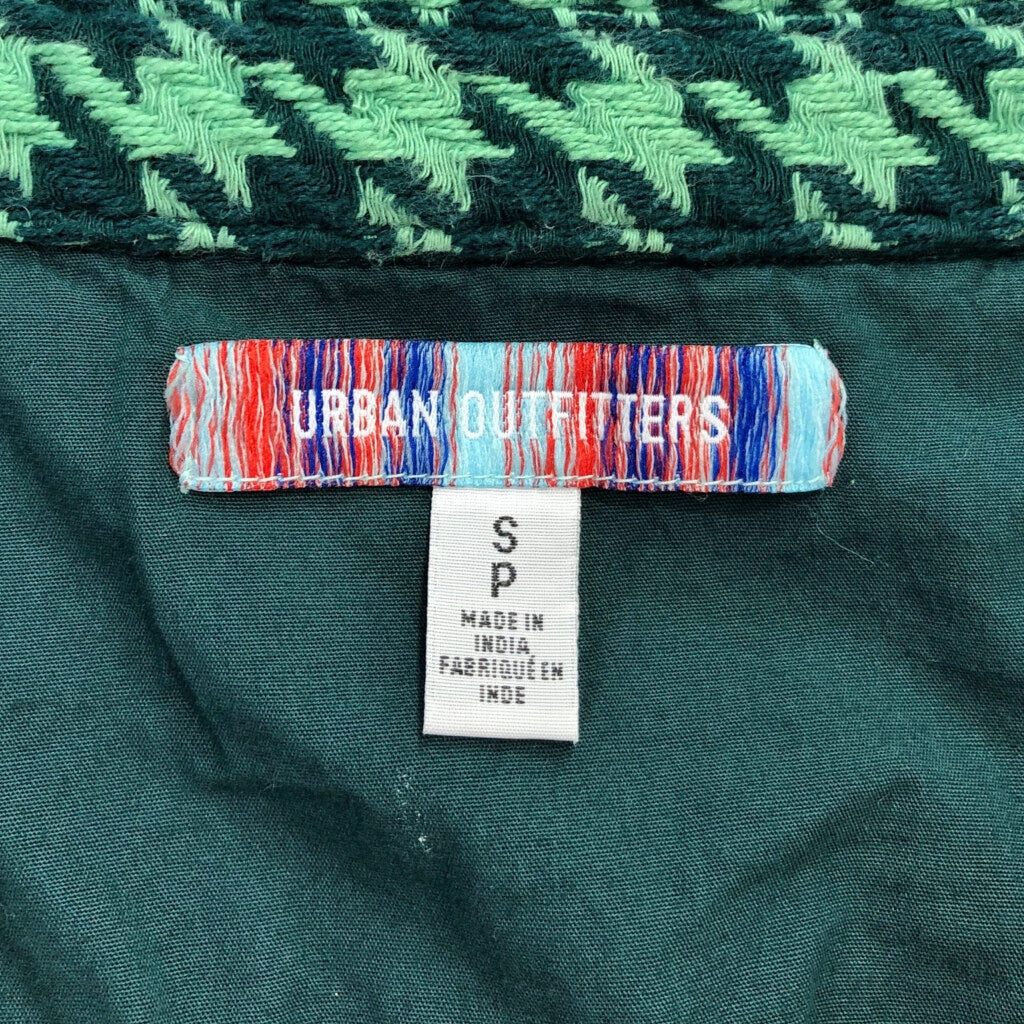 URBAN OUTFITTERS
S
P
MADE IN
INDIA
FABRIQUÉ EN
INDE